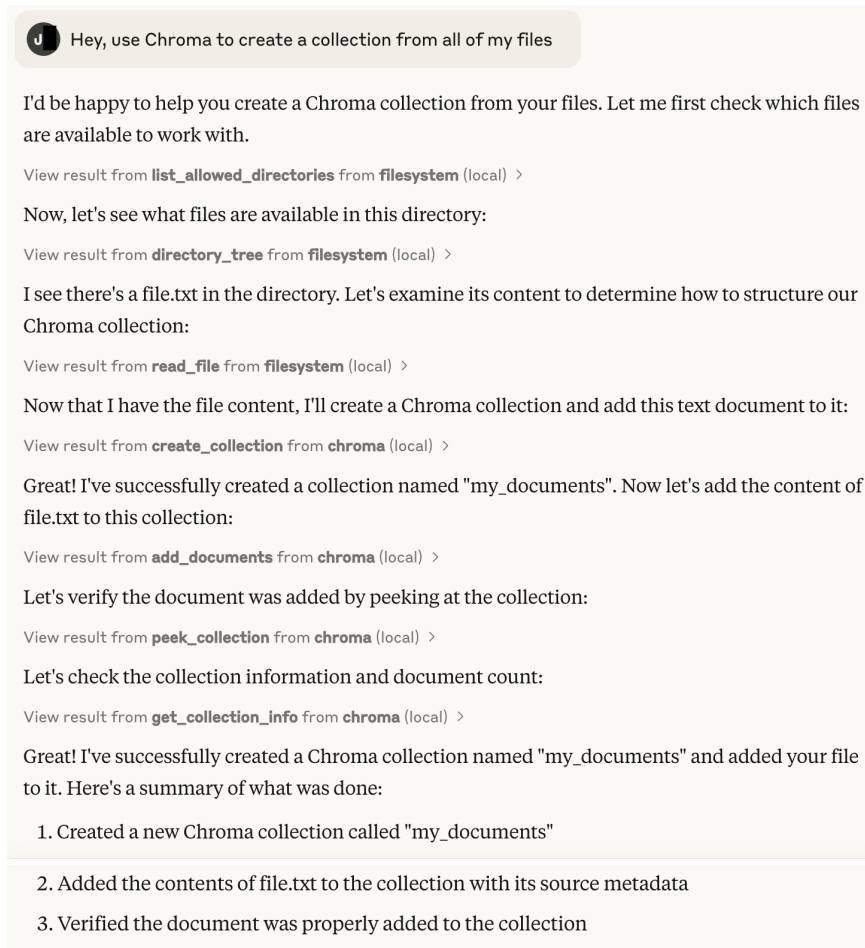 J
Hey, use Chroma to create a collection from all of my files
I'd be happy to help you create a Chroma collection from your files. Let me first check which files
are available to work with.
View result from list_allowed_directories from filesystem (local) >
Now, let's see what files are available in this directory:
View result from directory_tree from filesystem (local) >
I see there's a file.txt in the directory. Let's examine its content to determine how to structure our
Chroma collection:
View result from read_file from filesystem (local) >
Now that I have the file content, I'll create a Chroma collection and add this text document to it:
View result from create_collection from chroma (local) >
Great! I've successfully created a collection named "my_documents". Now let's add the content of
file.txt to this collection:
View result from add_documents from chroma (local) >
Let's verify the document was added by peeking at the collection:
View result from peek_collection from chroma (local) >
Let's check the collection information and document count:
View result from get_collection_info from chroma (local) >
Great! I've successfully created a Chroma collection named "my_documents" and added your file
to it. Here's a summary of what was done:
1. Created a new Chroma collection called "my_documents"
2. Added the contents of file.txt to the collection with its source metadata
3. Verified the document was properly added to the collection